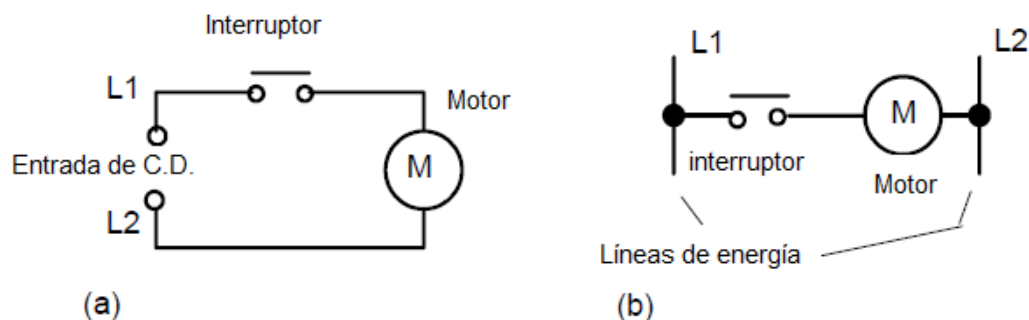 Interruptor
L1
Motor
Entrada de C.D.
M
L2
(a)
L1
L2
M
interruptor
Motor
Líneas de energía
(b)